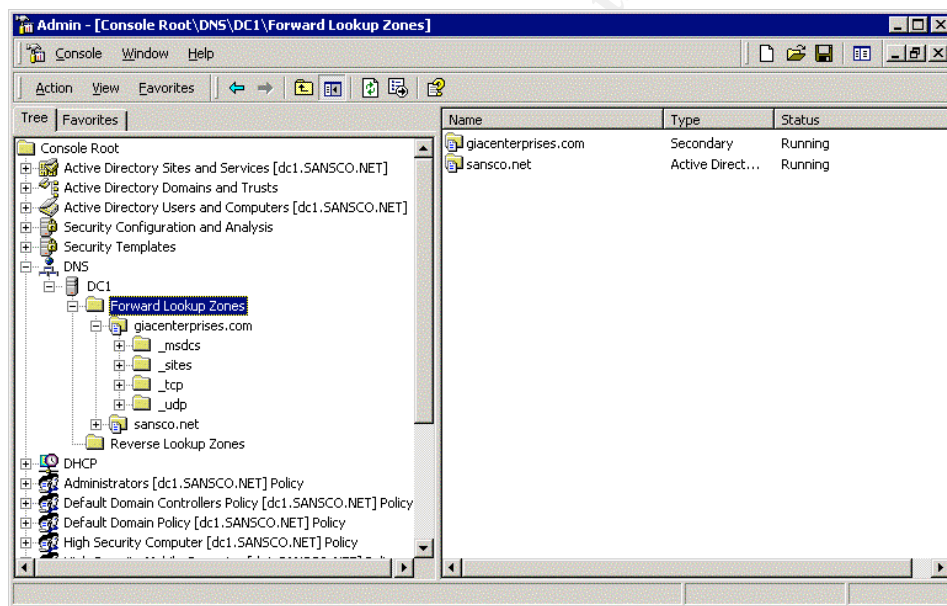 Admin - [Console Root\DNS\DC1\Forward Lookup Zones]
Console Window Help
Action View Favorites
Tree Favorites
Name Type Status
Console Root
Active Directory Sites and Services [dc1.SANSCO.NET]
Active Directory Domains and Trusts
Active Directory Users and Computers [dc1.SANSCO.NET]
Security Configuration and Analysis
Security Templates
DNS
DC1
Forward Lookup Zones
giacenterprises.com
_msdcs
_sites
_tcp
_udp
sansco.net
Reverse Lookup Zones
DHCP
Administrators [dc1.SANSCO.NET] Policy
Default Domain Controllers Policy [dc1.SANSCO.NET] Policy
Default Domain Policy [dc1.SANSCO.NET] Policy
High Security Computer [dc1.SANSCO.NET] Policy
giacenterprises.com Secondary Running
sansco.net Active Direct... Running